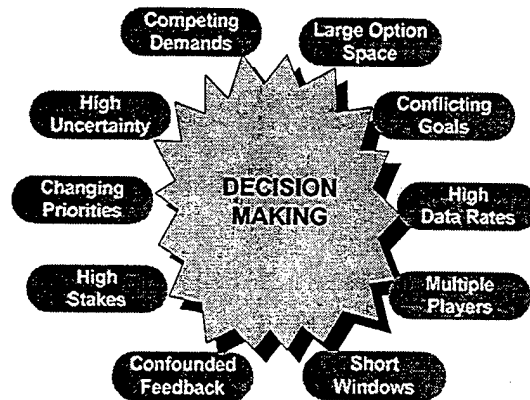 Competing
Demands
Large Option
Space
High
Uncertainty
Conflicting
Goals
Changing
Priorities
DECISION
MAKING
High
Data Rates
High
Stakes
Multiple
Players
Confounded
Feedback
Short
Windows